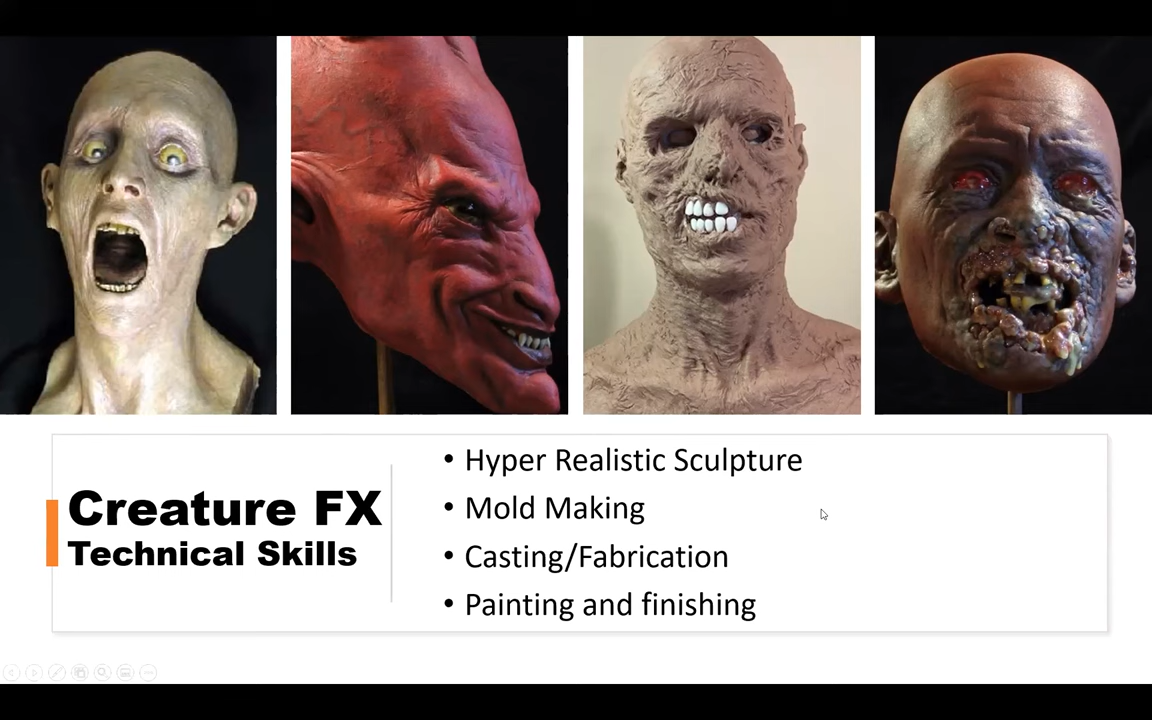 Creature FX
Technical Skills
• Hyper Realistic Sculpture
• Mold Making
• Casting/Fabrication
• Painting and finishing